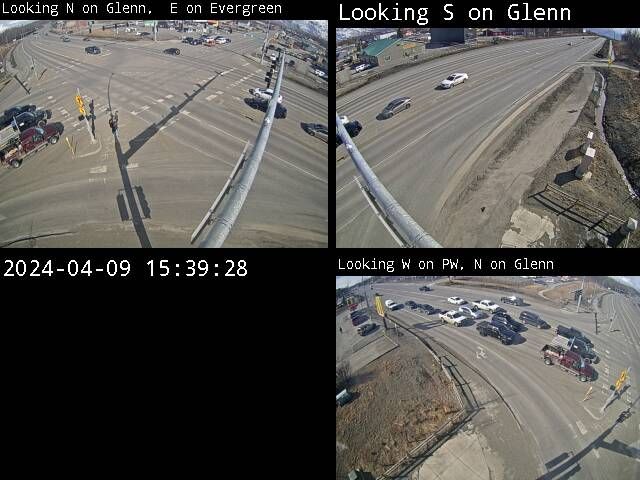 Looking N on Glenn,  E on Evergreen
Looking S on Glenn
2024-04-09 15:39:28
Looking W on PW, N on Glenn